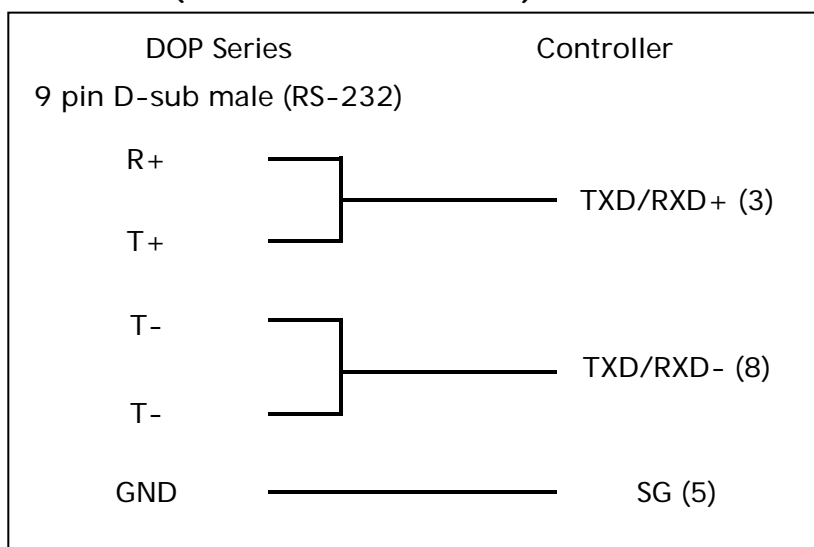 DOP Series Controller
9 pin D-sub male (RS-232)
R+
TXD/RXD+ (3)
T+
T-
TXD/RXD- (8)
T-
GND SG (5)